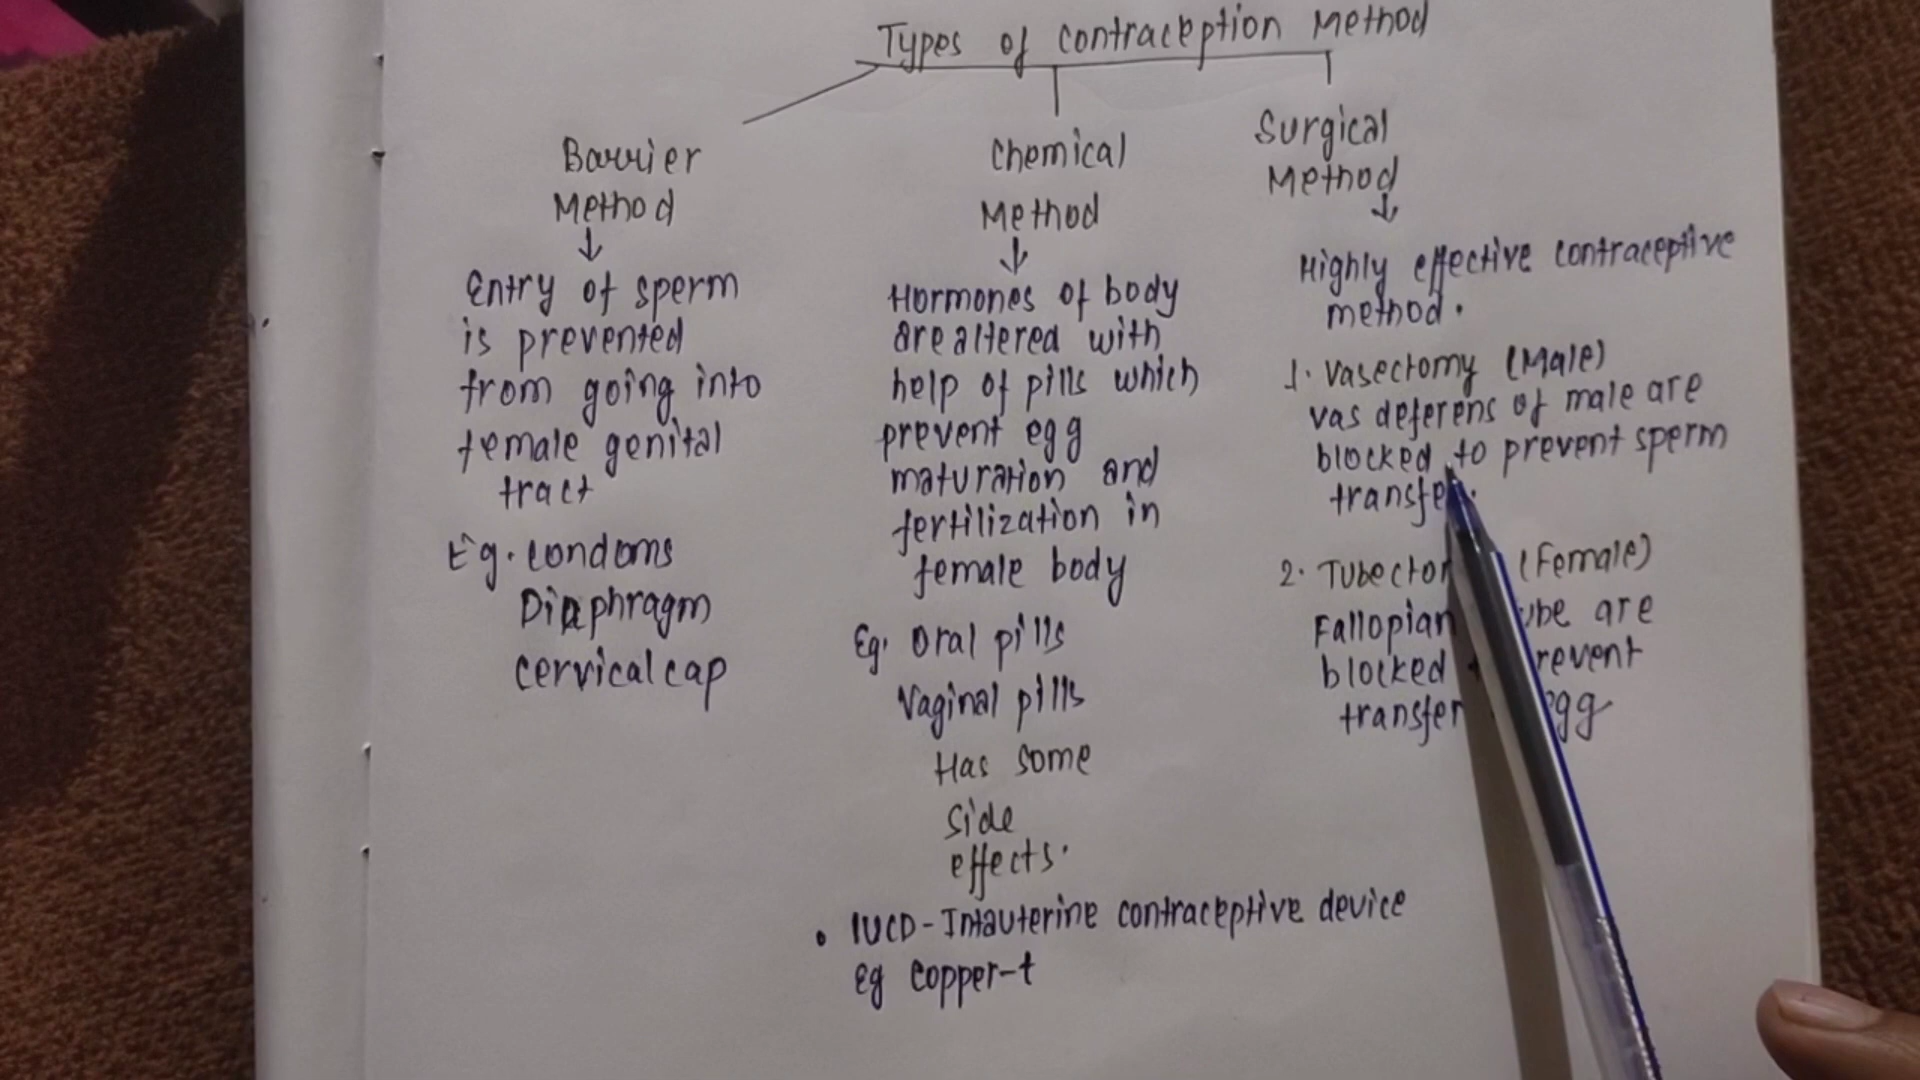 Types of contraception Method
Barrier
Method
Entry of sperm
is prevented
from going into
female genital
tract
Eg. condoms
Diaphragm
cervical cap
Chemical
Method
Hormones of body
are altered with
help of pills which
prevent egg
maturation and
fertilization in
female body
Eg. Oral pills
Vaginal pills
Has some
side
effects.
• IUCD - Intauterine contraceptive device
eg copper-t
Surgical
Method
Highly effective contraceptive
method.
1. Vasectomy (Male)
vas deferens of male are
blocked to prevent sperm
2. (Female)
Fallopian are
blocked